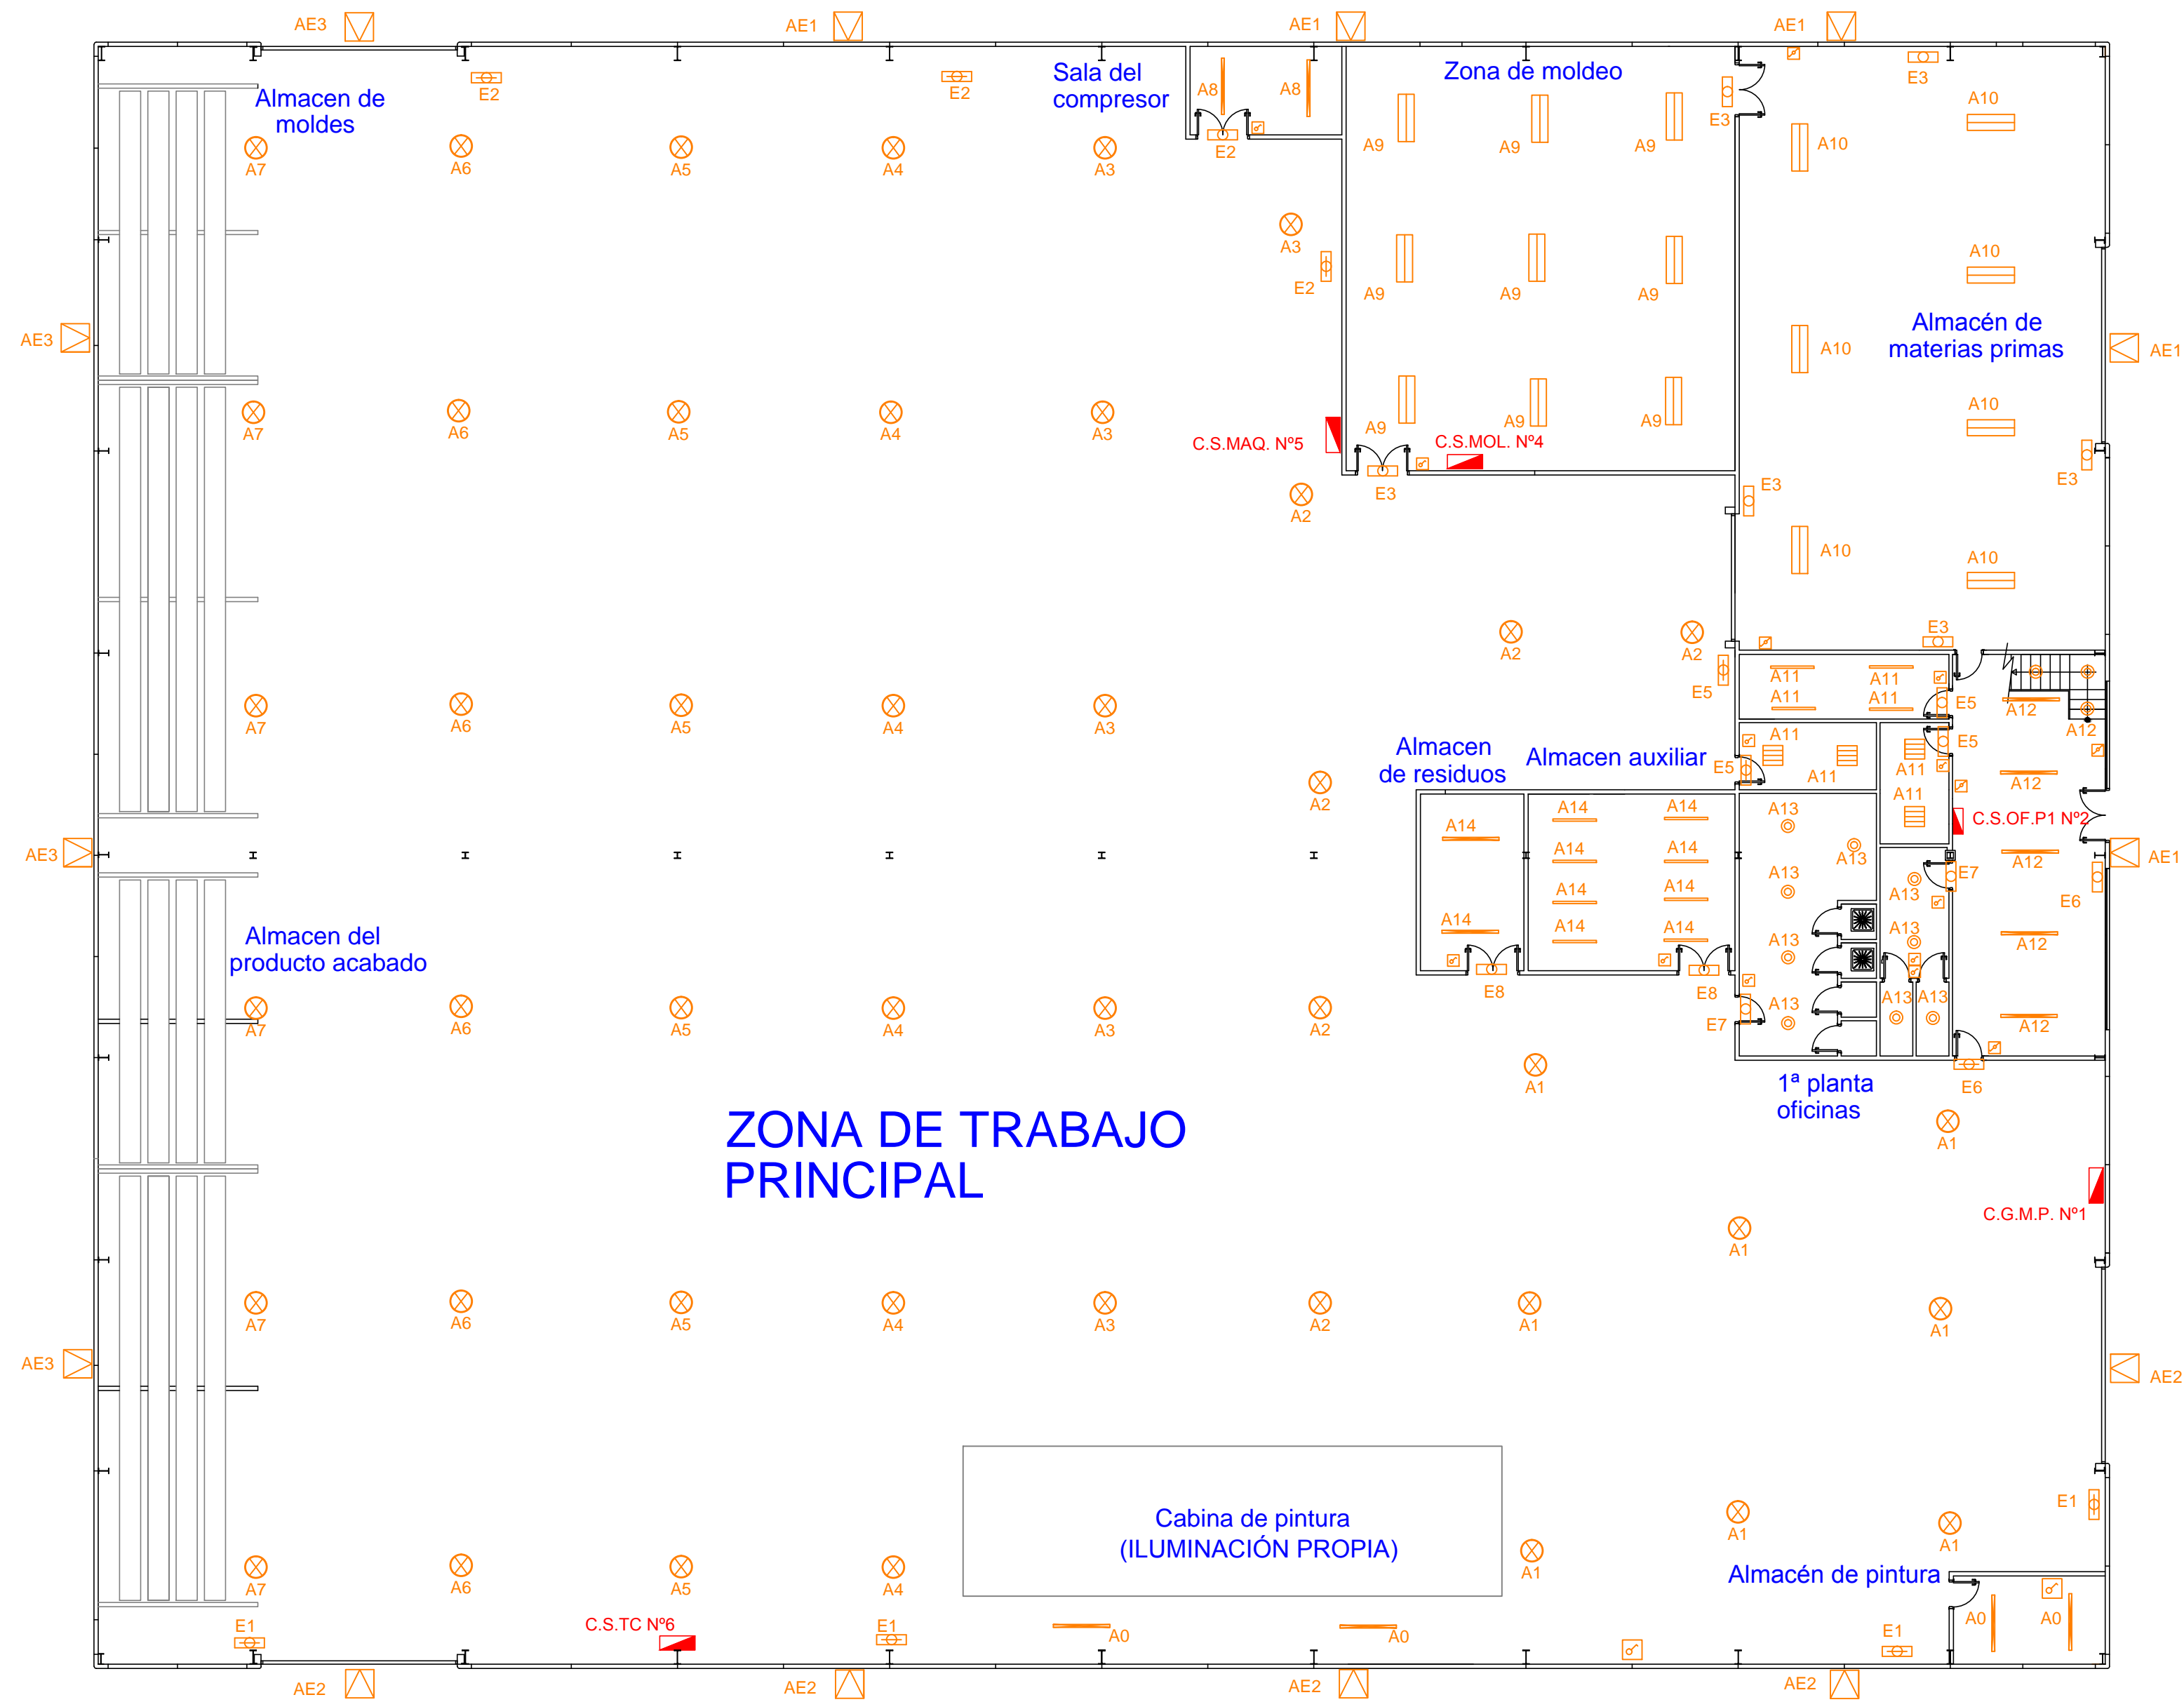 AE3
AE1
AE1
AE1
E2
E2
E3
Sala del
compresor
Zona de moldeo
Almacen de
moldes
A8
A8
A10
E3
A7
A6
A5
A4
A3
E2
A9
A9
A9
A10
A3
E2
A10
A9
A9
A9
AE3
Almacén de
materias primas
A10
AE1
A10
A7
A6
A5
A4
A3
A9
A9
A9
C.S.MAQ. Nº5
C.S.MOL. Nº4
E3
E3
E3
A2
A10
A10
E3
A2
A2
E5
A11
A11
A11
A11
E5
A12
A12
A7
A6
A5
A4
A3
Almacen
de residuos
Almacen auxiliar
A11
E5
E5
A11
A11
A11
A12
A2
A14
A14
A14
A13
C.S.OF.P1 Nº2
AE3
A14
A14
A13
A12
AE1
A13
E7
A14
A14
A13
E6
Almacen del
producto acabado
A14
A14
A14
A13
A13
A12
E8
E8
A13
A13
A13
A7
A6
A5
A4
A3
A2
E7
A12
A1
1ª planta
oficinas
E6
ZONA DE TRABAJO
PRINCIPAL
A1
C.G.M.P. Nº1
A1
A7
A6
A5
A4
A3
A2
A1
A1
AE3
AE2
E1
Cabina de pintura
(ILUMINACIÓN PROPIA)
A1
A1
A1
Almacén de pintura
A7
A6
A5
A4
E1
C.S.TC Nº6
E1
A0
A0
E1
A0
A0
AE2
AE2
AE2
AE2